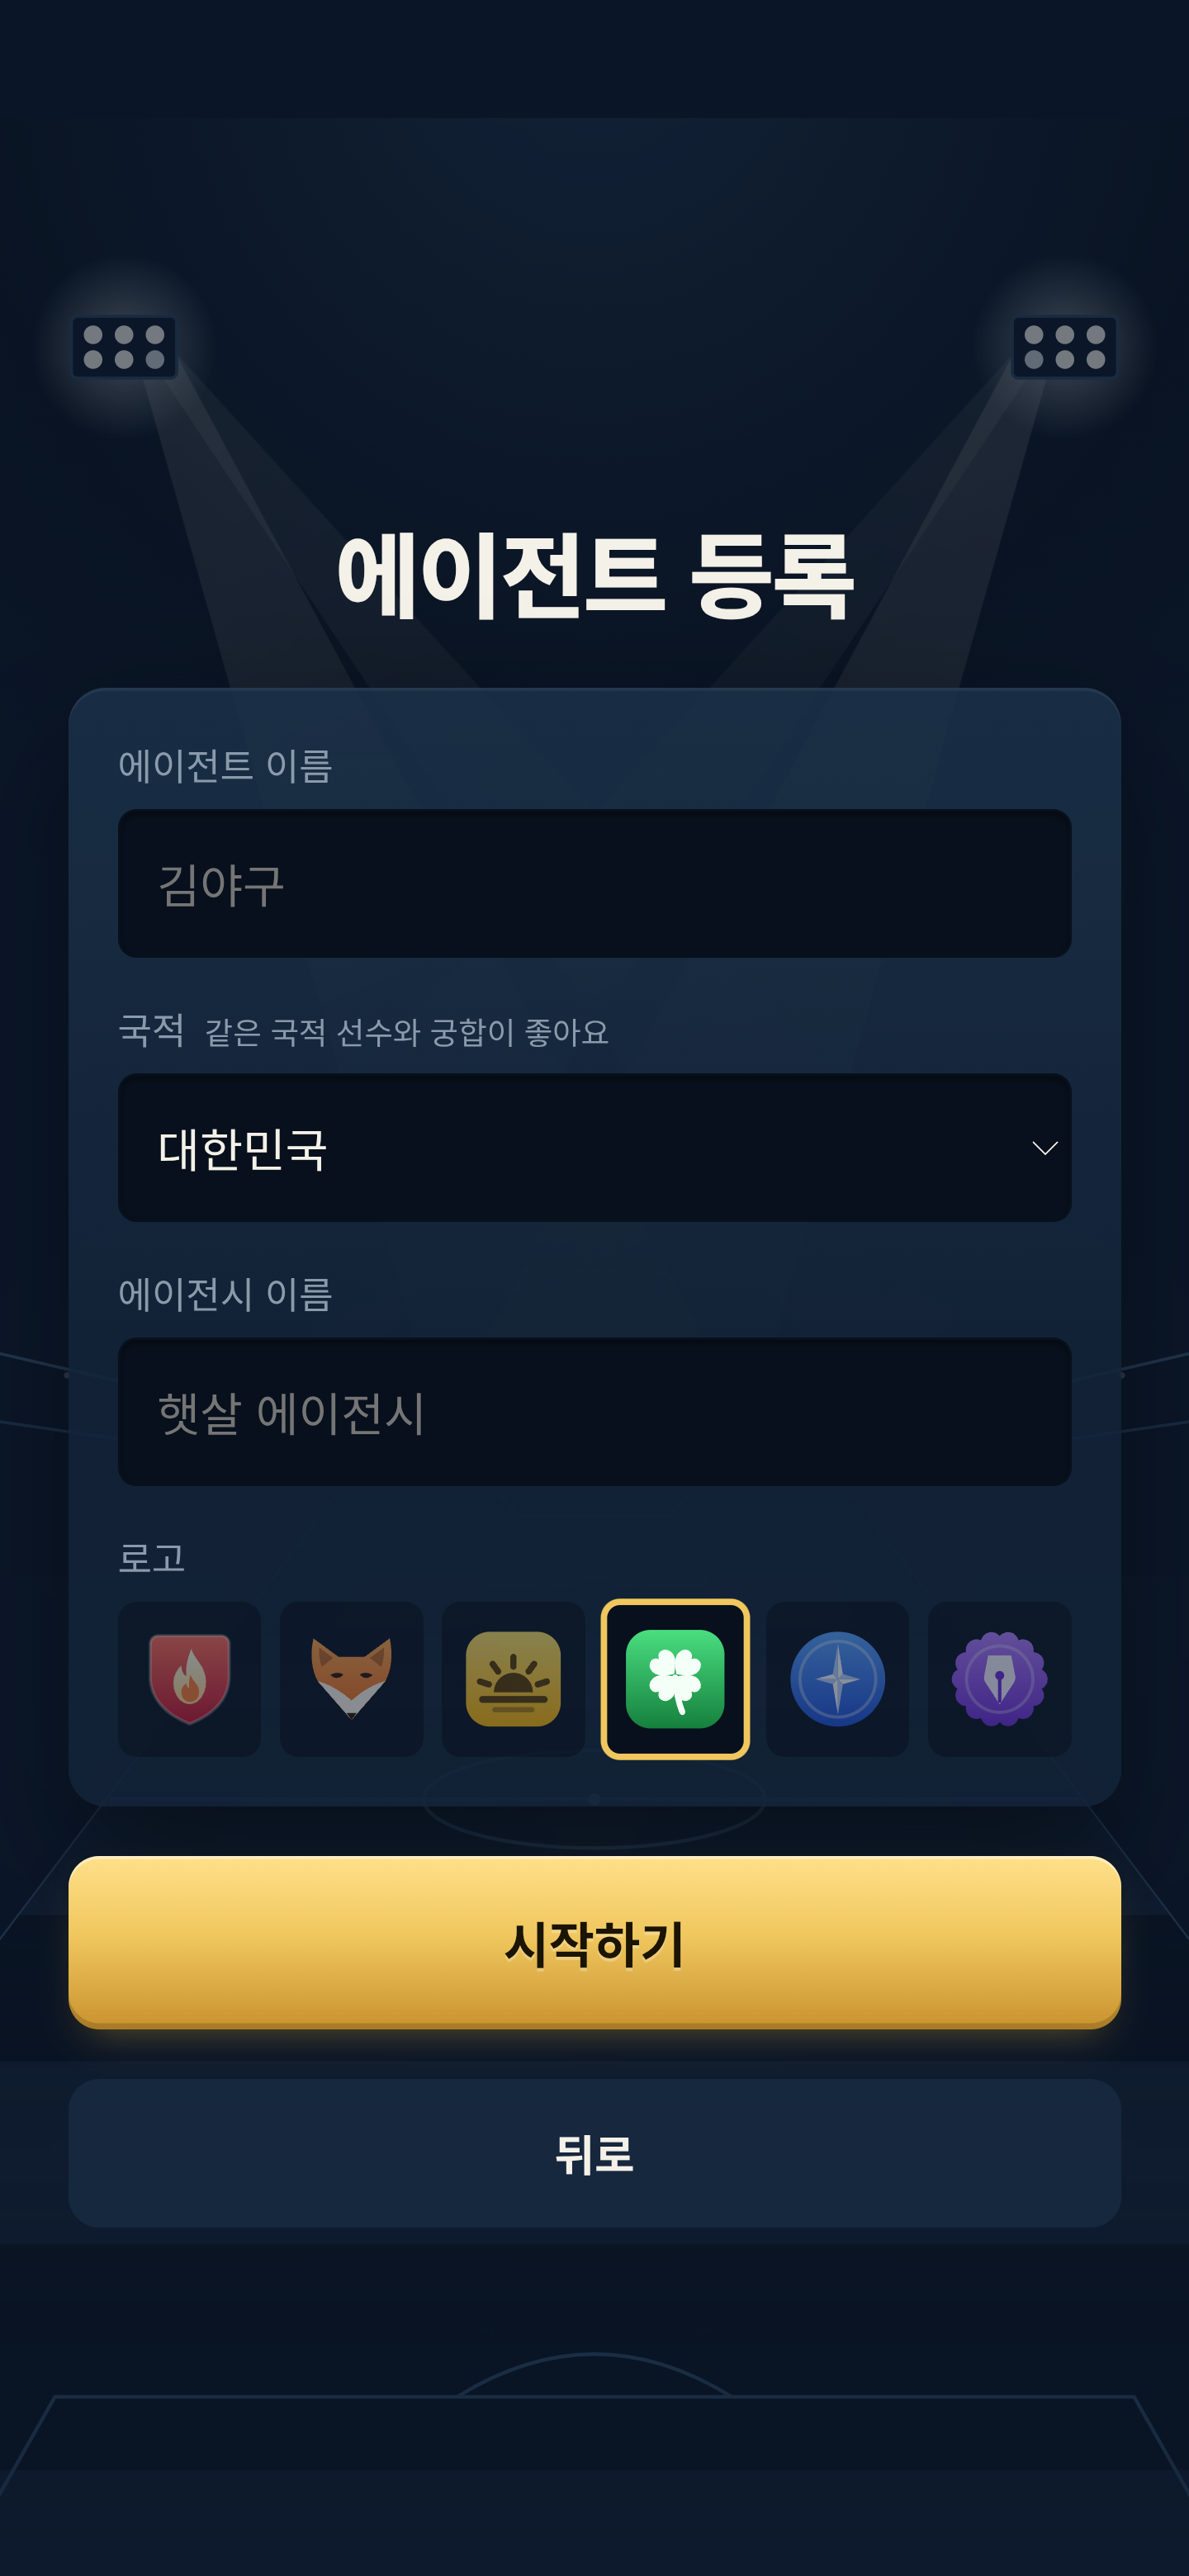 에이전트 등록
에이전트 이름
김야구
국적 같은 국적 선수와 궁합이 좋아요
대한민국
에이전시 이름
햇살 에이전시
로고
시작하기
뒤로